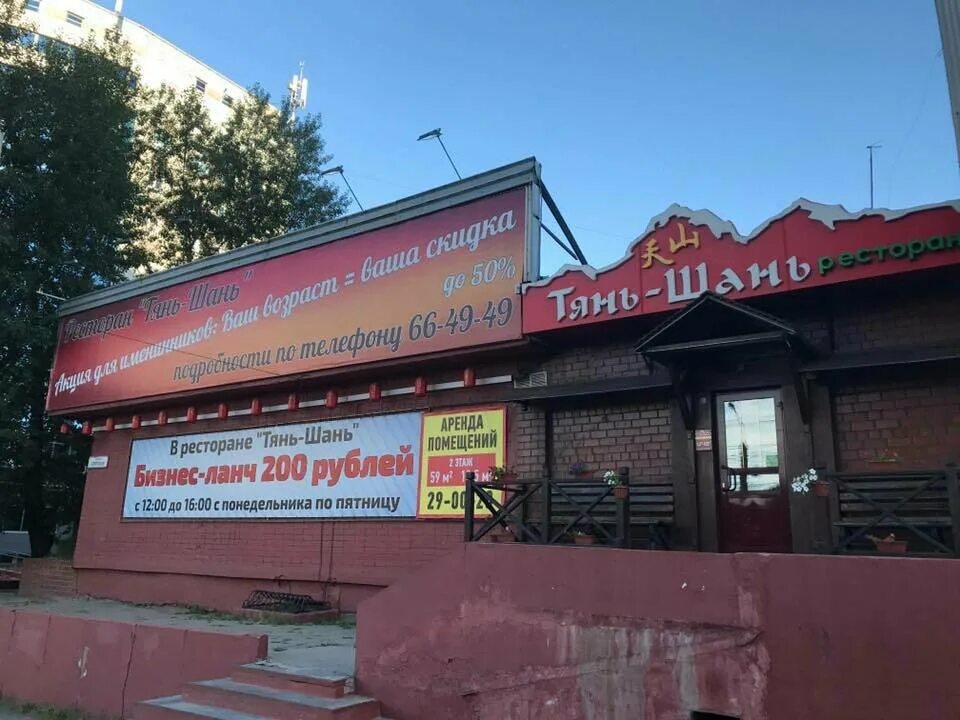 Ресторан "Тянь-Шань"
Акция для именинников: Ваш возраст = ваша скидка
до 50%
подробности по телефону 66-49-49
天山
Тянь-Шань ресторан
В ресторане "Тянь-Шань"
Бизнес-ланч 200 рублей
с 12:00 до 16:00 с понедельника по пятницу
АРЕНДА
ПОМЕЩЕНИЙ
2 ЭТАЖ
59 м²